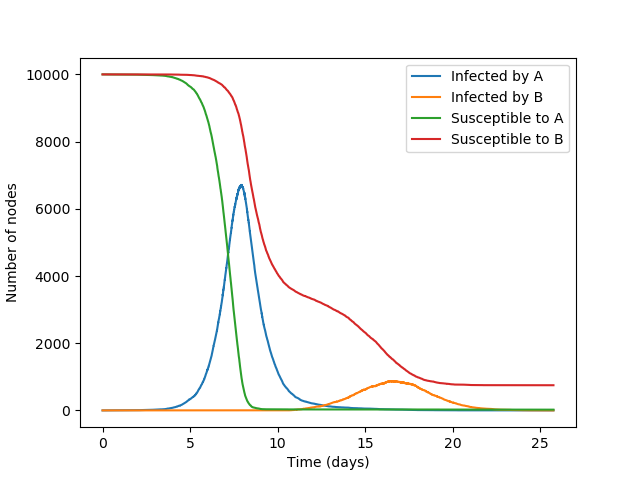 10000
8000
6000
4000
2000
0
Number of nodes
Infected by A
Infected by B
Susceptible to A
Susceptible to B
0 5 10 15 20 25
Time (days)